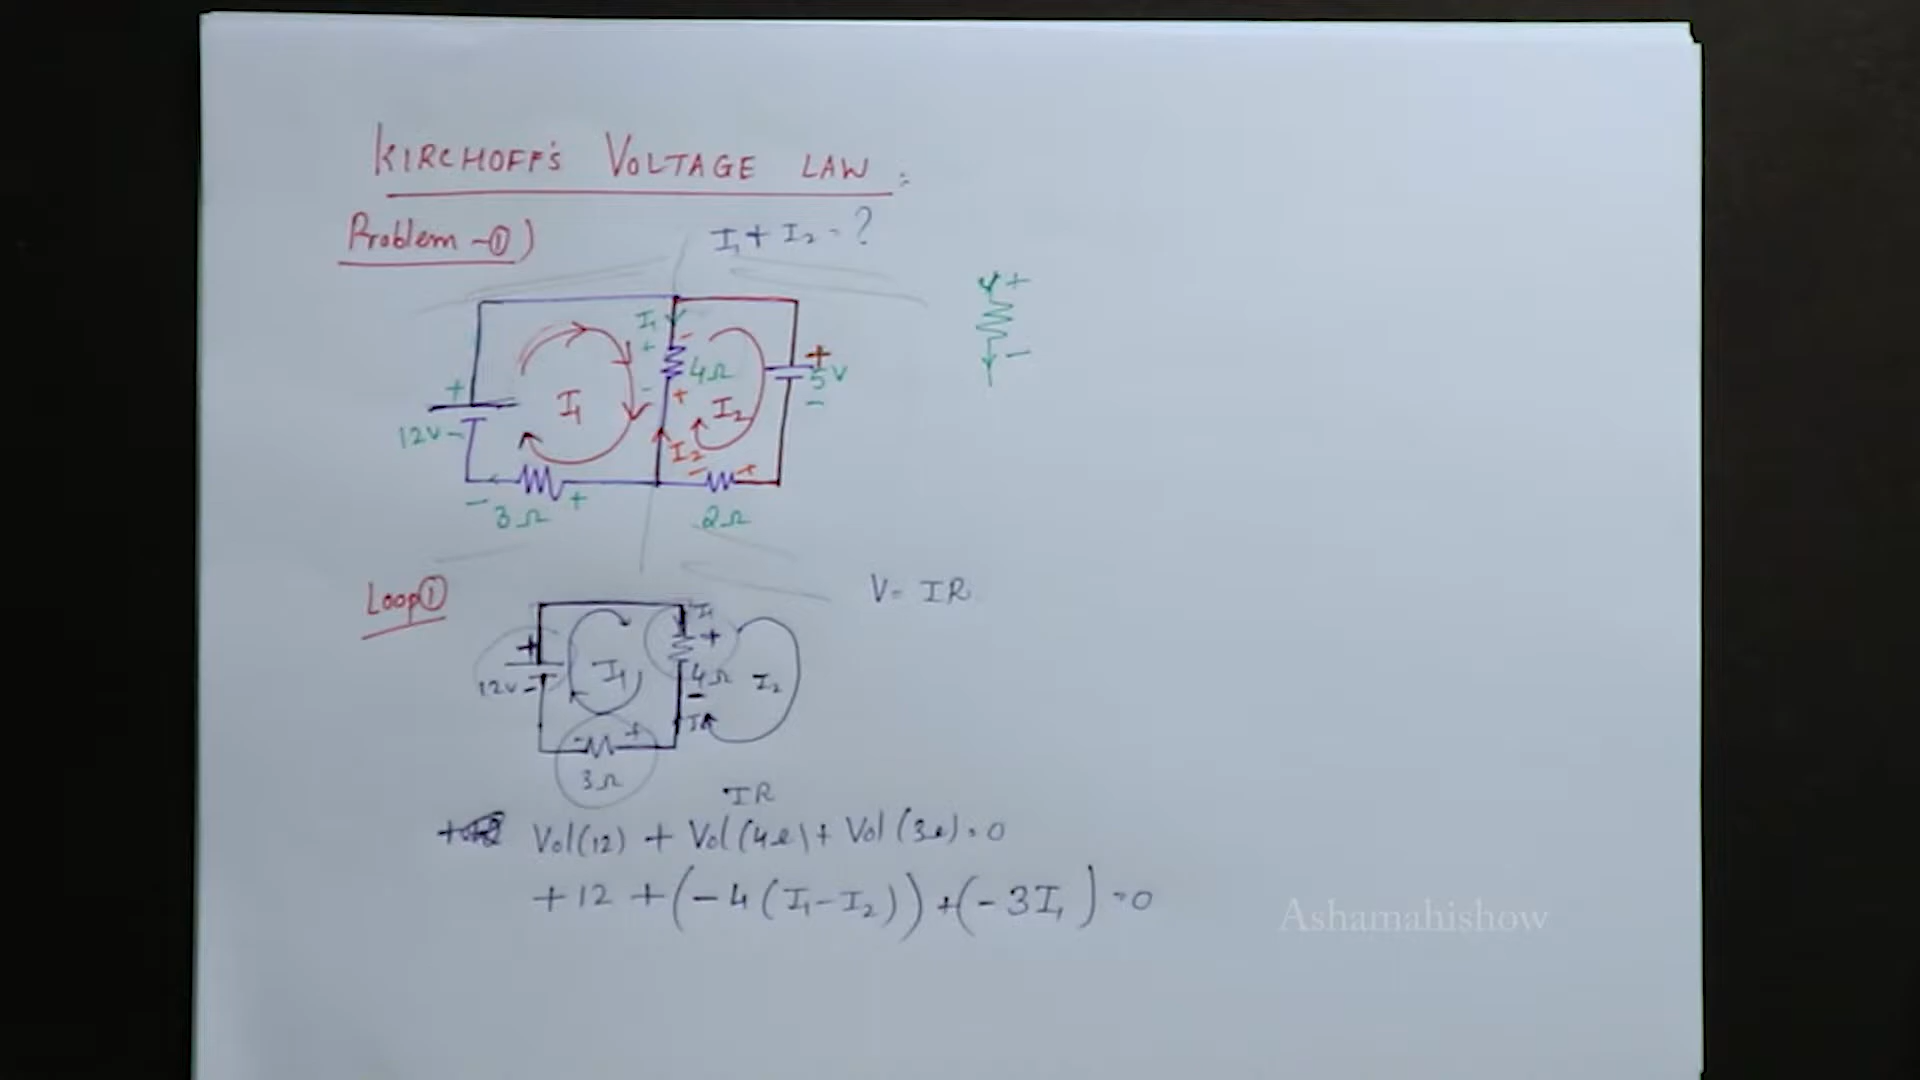 KIRCHOFF'S VOLTAGE LAW :
Problem -①)
I₁ + I₂ = ?
+
I₁
+
-
4Ω
-
+
+
5V
-
I₁
I₂
I₂
+
12V -
- 3Ω +
- +
2Ω
+
-
Loop①
V = IR
I₁
+
4Ω
-
I₂
+
12V -
I₁
I₂
- +
3Ω
IR
Vol(12) + Vol(4Ω) + Vol(3Ω) = 0
+12 + (-4(I₁-I₂)) + (-3I₁) = 0
Ashamahishow